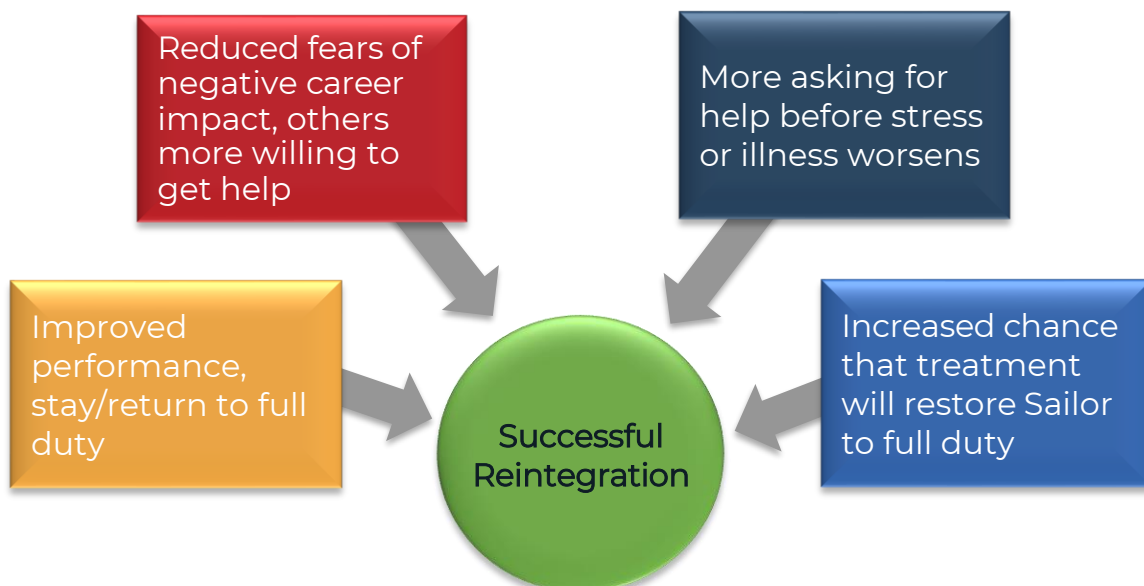 Reduced fears of
negative career
impact, others
more willing to
get help
More asking for
help before stress
or illness worsens
Improved
performance,
stay/return to full
duty
Increased chance
that treatment
will restore Sailor
to full duty
Successful
Reintegration